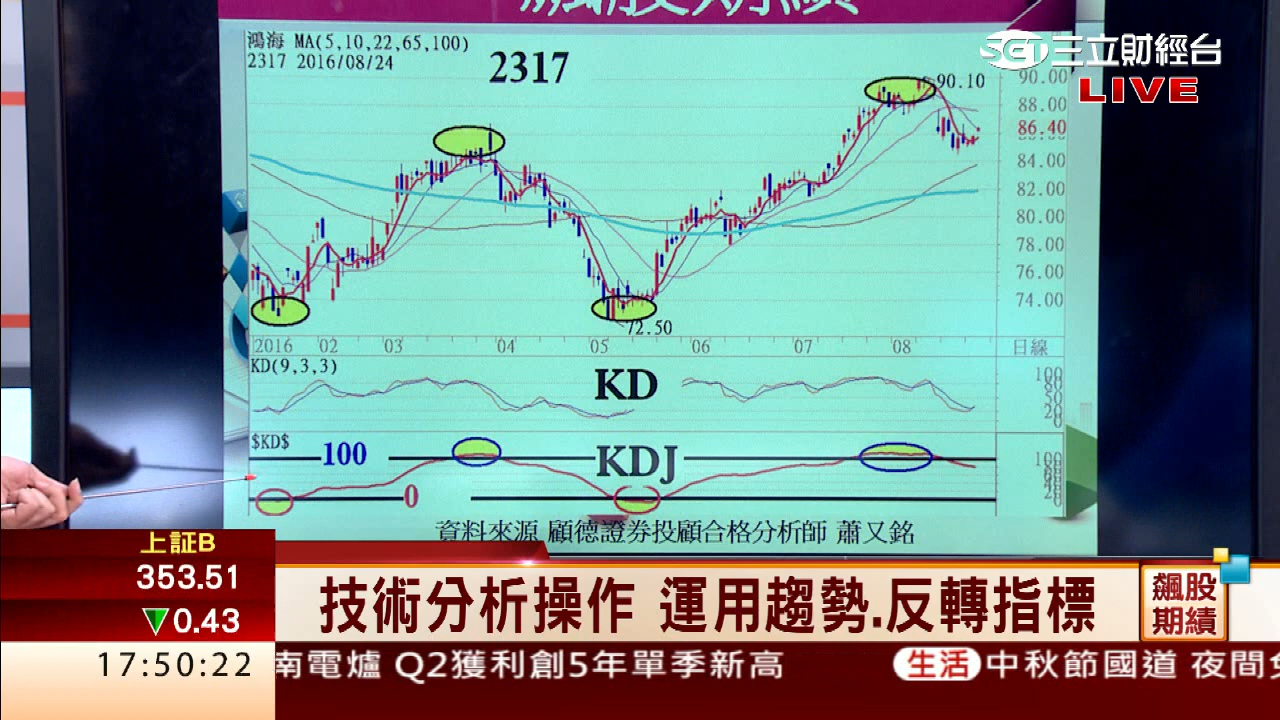 鴻海 MA(5,10,22,65,100)
2317 2016/08/24
2317
SET三立財經台
LIVE
90.10
90.00
88.00
86.40
84.00
82.00
80.00
78.00
76.00
74.00
72.50
2016 02 03 04 05 06 07 08 日線
KD(9,3,3)
KD
100
$KD$
100
KDJ
100
0
資料來源 顧德證券投顧合格分析師 蕭又銘
上証B
353.51
▼0.43
技術分析操作 運用趨勢.反轉指標
飆股
期績
17:50:22
南電爐 Q2獲利創5年單季新高
生活 中秋節國道 夜間